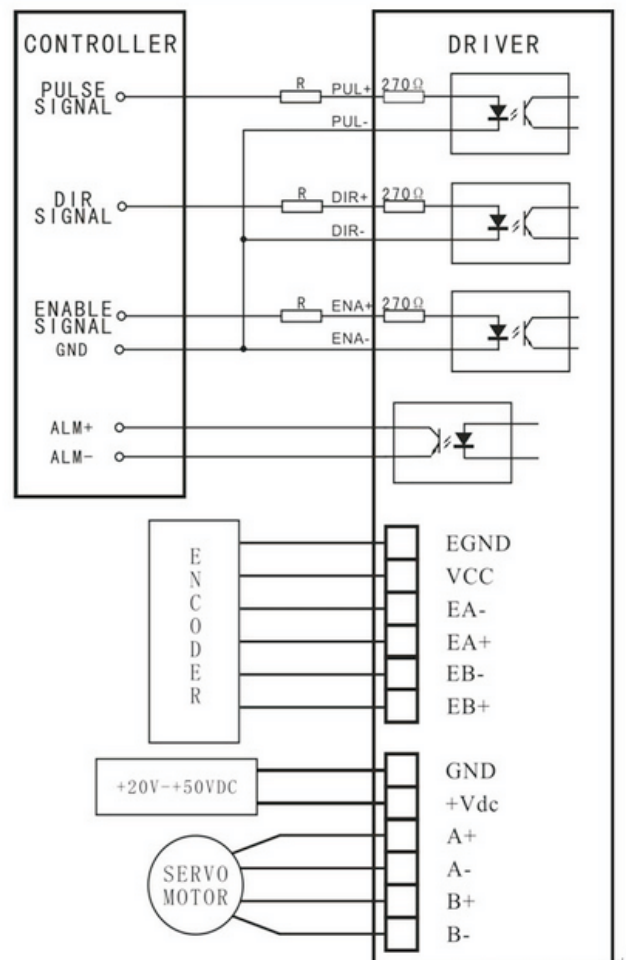 CONTROLLER
DRIVER
PULSE
SIGNAL
R
PUL+
270Ω
PUL-
DIR
SIGNAL
R
DIR+
270Ω
DIR-
ENABLE
SIGNAL
R
ENA+
270Ω
GND
ENA-
ALM+
ALM-
ENCODER
EGND
VCC
EA-
EA+
EB-
EB+
+20V-+50VDC
GND
+Vdc
SERVO
MOTOR
A+
A-
B+
B-